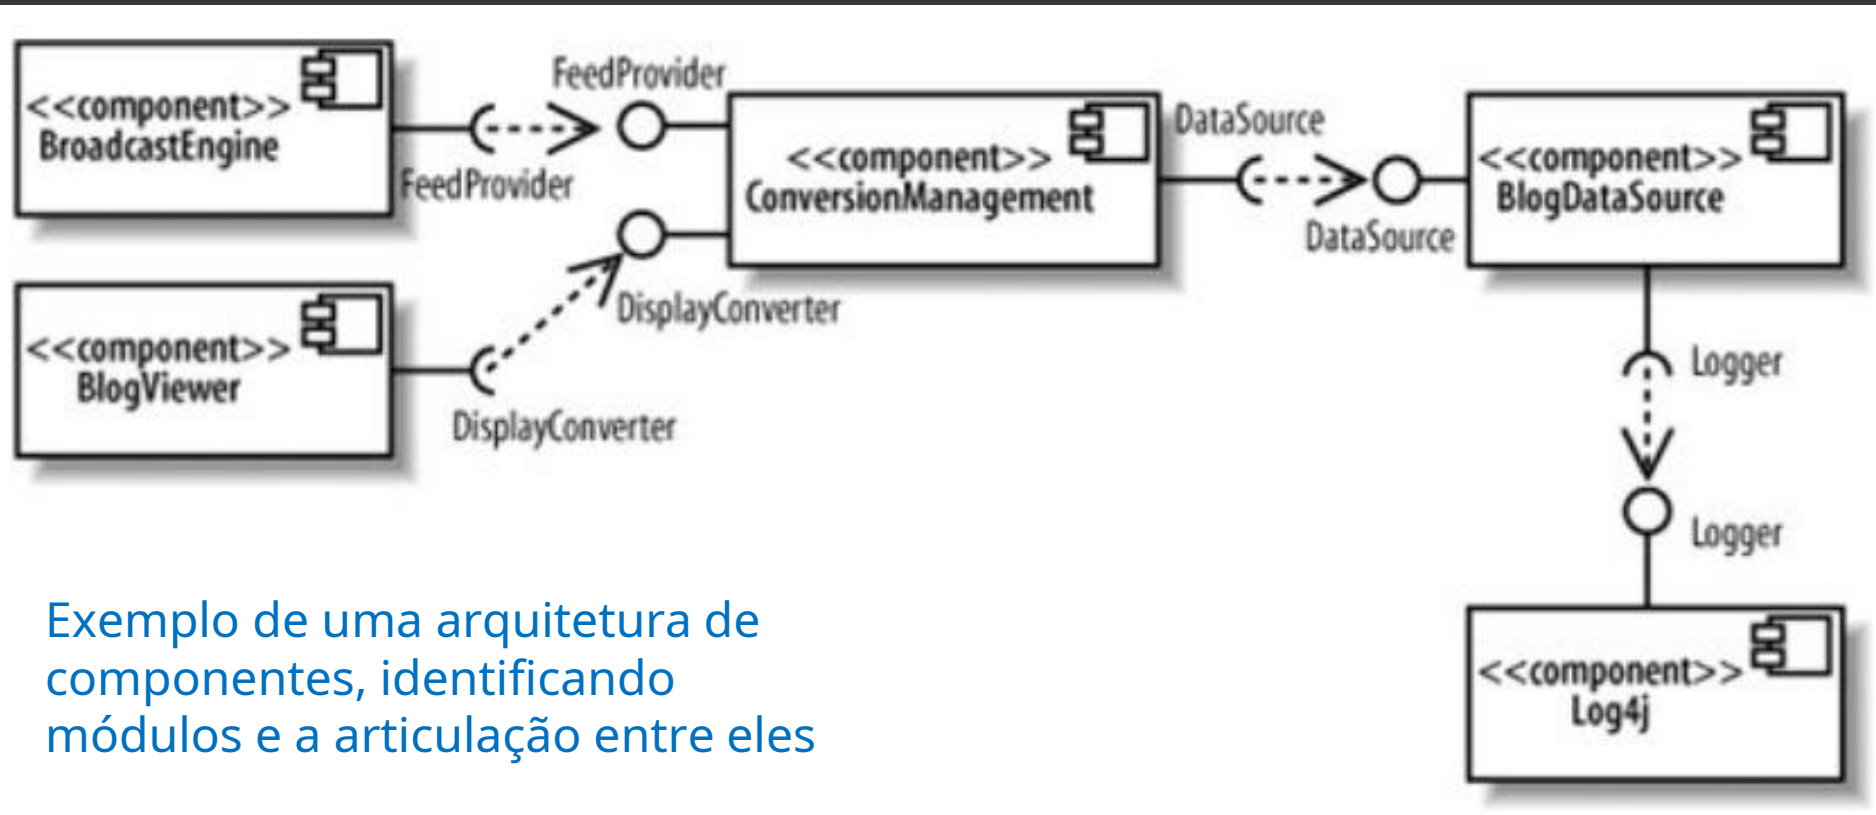 <<component>>
BroadcastEngine
FeedProvider
FeedProvider
<<component>>
ConversionManagement
DataSource
DataSource
<<component>>
BlogDataSource
<<component>>
BlogViewer
DisplayConverter
DisplayConverter
Logger
Logger
<<component>>
Log4j
Exemplo de uma arquitetura de
componentes, identificando
módulos e a articulação entre eles